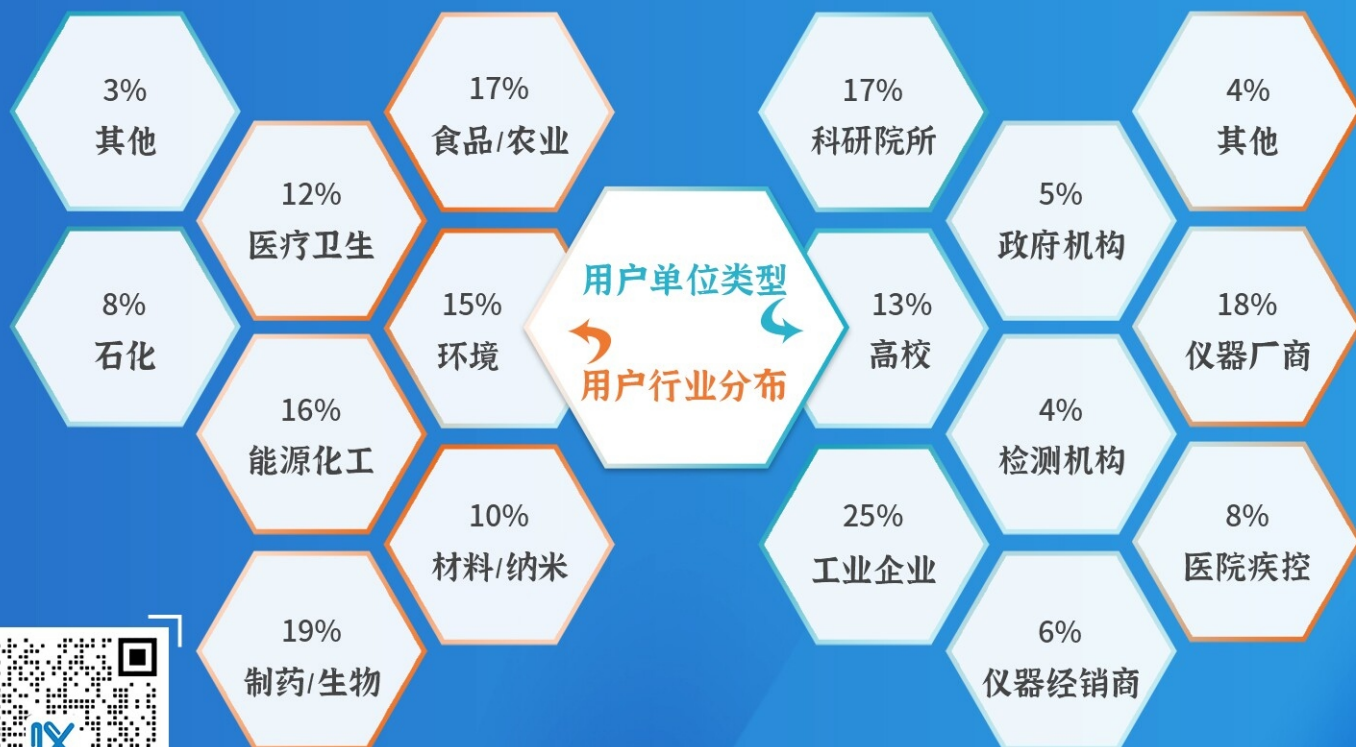 3%
其他
17%
食品/农业
12%
医疗卫生
8%
石化
15%
环境
16%
能源化工
10%
材料/纳米
19%
制药/生物
用户单位类型
用户行业分布
17%
科研院所
4%
其他
5%
政府机构
13%
高校
18%
仪器厂商
4%
检测机构
25%
工业企业
8%
医院疾控
6%
仪器经销商